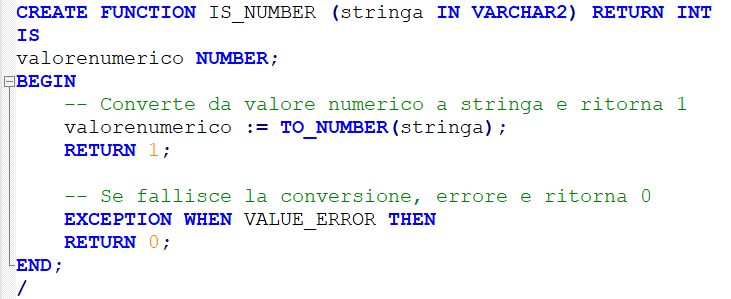 CREATE FUNCTION IS_NUMBER (stringa IN VARCHAR2) RETURN INT
IS
valorenumerico NUMBER;
BEGIN
    -- Converte da valore numerico a stringa e ritorna 1
    valorenumerico := TO_NUMBER(stringa);
    RETURN 1;

    -- Se fallisce la conversione, errore e ritorna 0
    EXCEPTION WHEN VALUE_ERROR THEN
    RETURN 0;
END;
/